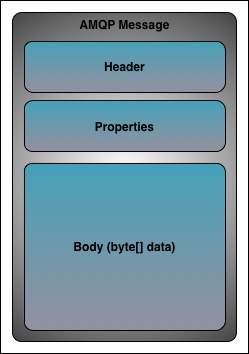 AMQP Message
Header
Properties
Body (byte[] data)